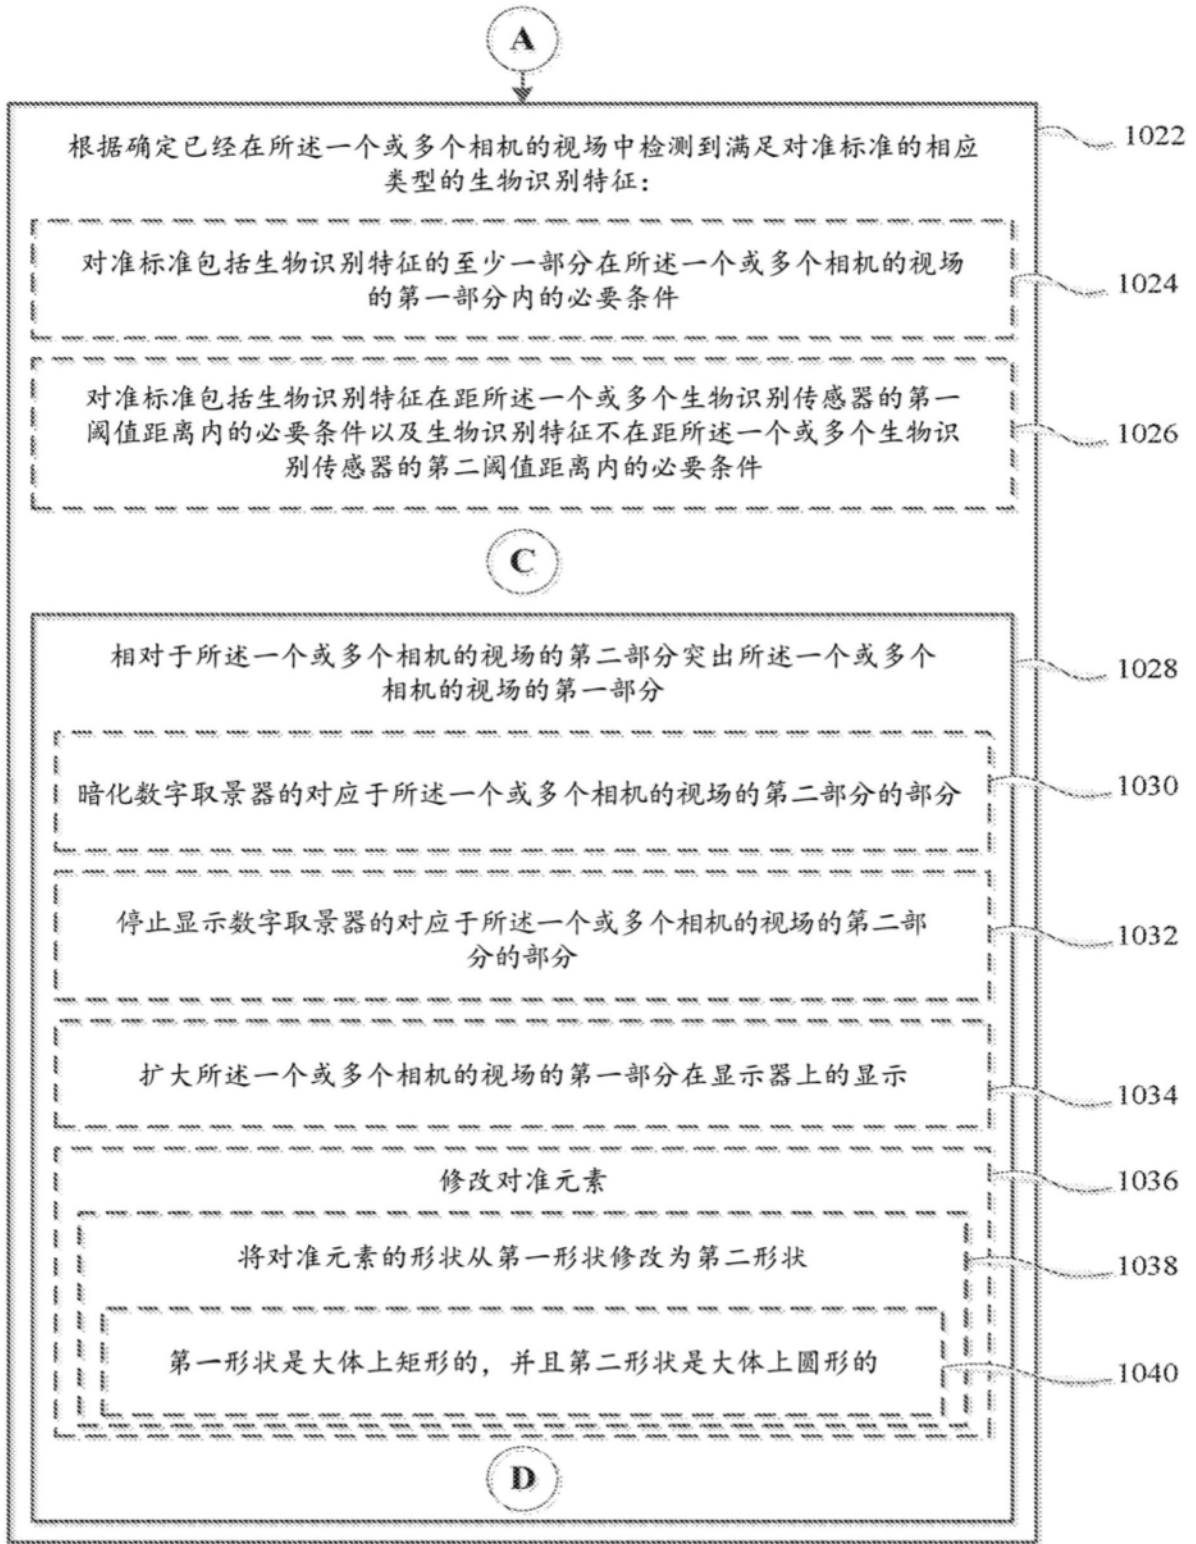 A
根据确定已经在所述一个或多个相机的视场中检测到满足对准标准的相应
类型的生物识别特征：
1022
对准标准包括生物识别特征的至少一部分在所述一个或多个相机的视场
的第一部分内的必要条件
1024
对准标准包括生物识别特征在距所述一个或多个生物识别传感器的第一
阈值距离内的必要条件以及生物识别特征不在距所述一个或多个生物识
别传感器的第二阈值距离内的必要条件
1026
C
相对于所述一个或多个相机的视场的第二部分突出所述一个或多个
相机的视场的第一部分
1028
暗化数字取景器的对应于所述一个或多个相机的视场的第二部分的部分
1030
停止显示数字取景器的对应于所述一个或多个相机的视场的第二部
分的部分
1032
扩大所述一个或多个相机的视场的第一部分在显示器上的显示
1034
修改对准元素
1036
将对准元素的形状从第一形状修改为第二形状
1038
第一形状是大体上矩形的，并且第二形状是大体上圆形的
1040
D